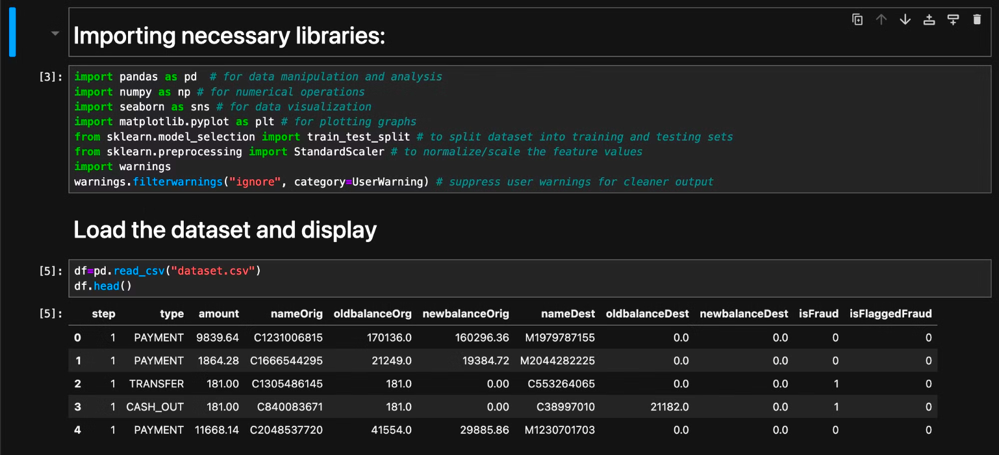 Importing necessary libraries:
[3]:
import pandas as pd  # for data manipulation and analysis
import numpy as np # for numerical operations
import seaborn as sns # for data visualization
import matplotlib.pyplot as plt # for plotting graphs
from sklearn.model_selection import train_test_split # to split dataset into training and testing sets
from sklearn.preprocessing import StandardScaler # to normalize/scale the feature values
import warnings
warnings.filterwarnings("ignore", category=UserWarning) # suppress user warnings for cleaner output
Load the dataset and display
[5]:
df=pd.read_csv("dataset.csv")
df.head()
[5]:
step type amount nameOrig oldbalanceOrg newbalanceOrig nameDest oldbalanceDest newbalanceDest isFraud isFlaggedFraud
0 1 PAYMENT 9839.64 C1231006815 170136.0 160296.36 M1979787155 0.0 0.0 0 0
1 1 PAYMENT 1864.28 C1666544295 21249.0 19384.72 M2044282225 0.0 0.0 0 0
2 1 TRANSFER 181.00 C1305486145 181.0 0.00 C553264065 0.0 0.0 1 0
3 1 CASH_OUT 181.00 C840083671 181.0 0.00 C38997010 21182.0 0.0 1 0
4 1 PAYMENT 11668.14 C2048537720 41554.0 29885.86 M1230701703 0.0 0.0 0 0